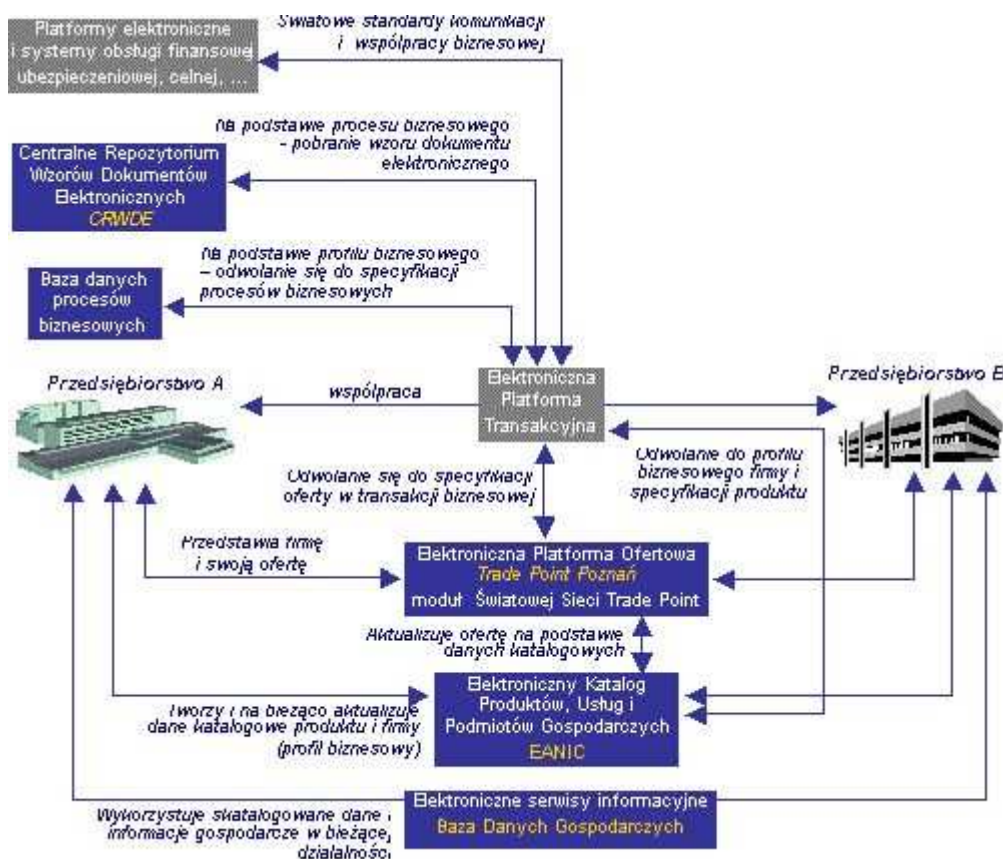 Światowe standardy komunikacji
i współpracy biznesowej
Platformy elektroniczne
i systemy obsługi finansowej
ubezpieczeniowej, celnej, ...
Na podstawie procesu biznesowego
– pobranie wzoru dokumentu
elektronicznego
Centralne Repozytorium
Wzorów Dokumentów
Elektronicznych
CRWDE
Na podstawie profilu biznesowego
– odwołanie się do specyfikacji
procesów biznesowych
Baza danych
procesów
biznesowych
Przedsiębiorstwo A
współpraca
Elektroniczna
Platforma
Transakcyjna
Przedsiębiorstwo B
Odwołanie się do specyfikacji
oferty w transakcji biznesowej
Odwołanie do profilu
biznesowego firmy i
specyfikacji produktu
Przedstawia firmę
i swoją ofertę
Elektroniczna Platforma Ofertowa
Trade Point Poznań
moduł Światowej Sieci Trade Point
Aktualizuje ofertę na podstawie
danych katalogowych
Tworzy i na bieżąco aktualizuje
dane katalogowe produktu i firmy
(profil biznesowy)
Elektroniczny Katalog
Produktów, Usług i
Podmiotów Gospodarczych
EANIC
Wykorzystuje skatalogowane dane i
informacje gospodarcze w bieżącej
działalności
Elektroniczne serwisy informacyjne
Baza Danych Gospodarczych